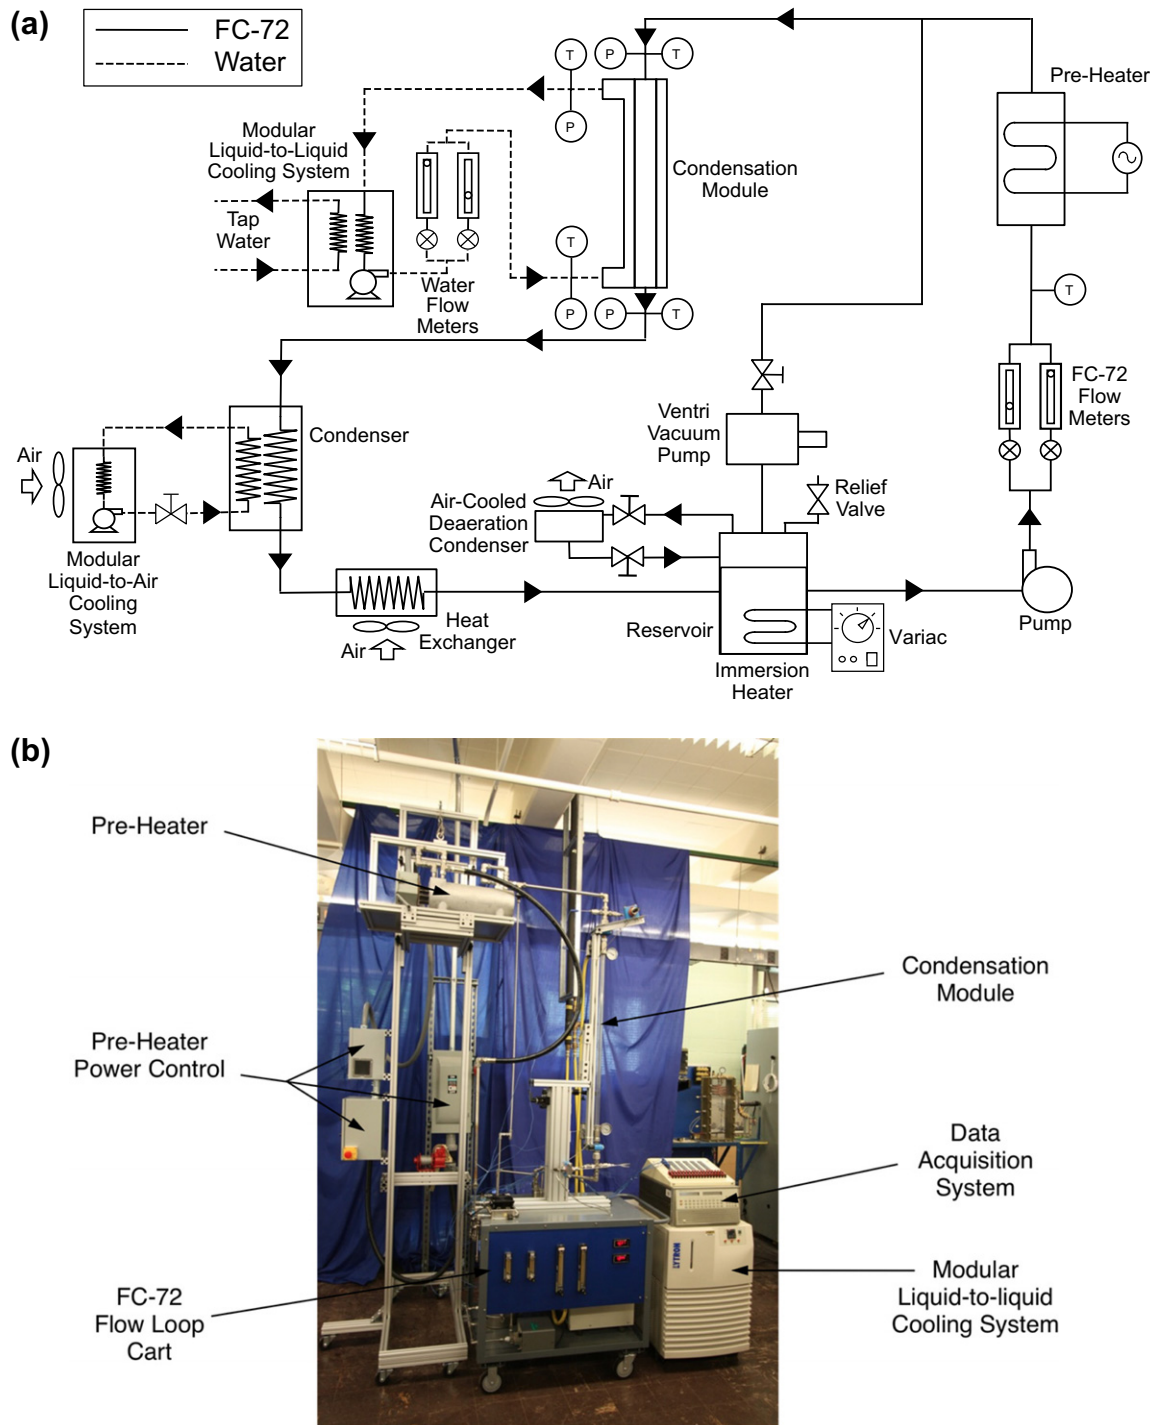 (a)
FC-72
Water
T
P
T
P
T
P
P
T
P
T
Pre-Heater
Modular
Liquid-to-Liquid
Cooling System
Condensation
Module
Tap
Water
Water
Flow
Meters
T
FC-72
Flow
Meters
Ventri
Vacuum
Pump
Condenser
Air
Air
Relief
Valve
Air-Cooled
Deaeration
Condenser
Modular
Liquid-to-Air
Cooling
System
Heat
Exchanger
Air
Reservoir
Variac
Pump
Immersion
Heater
(b)
Pre-Heater
Condensation
Module
Pre-Heater
Power Control
Data
Acquisition
System
LYTRON
FC-72
Flow Loop
Cart
Modular
Liquid-to-liquid
Cooling System